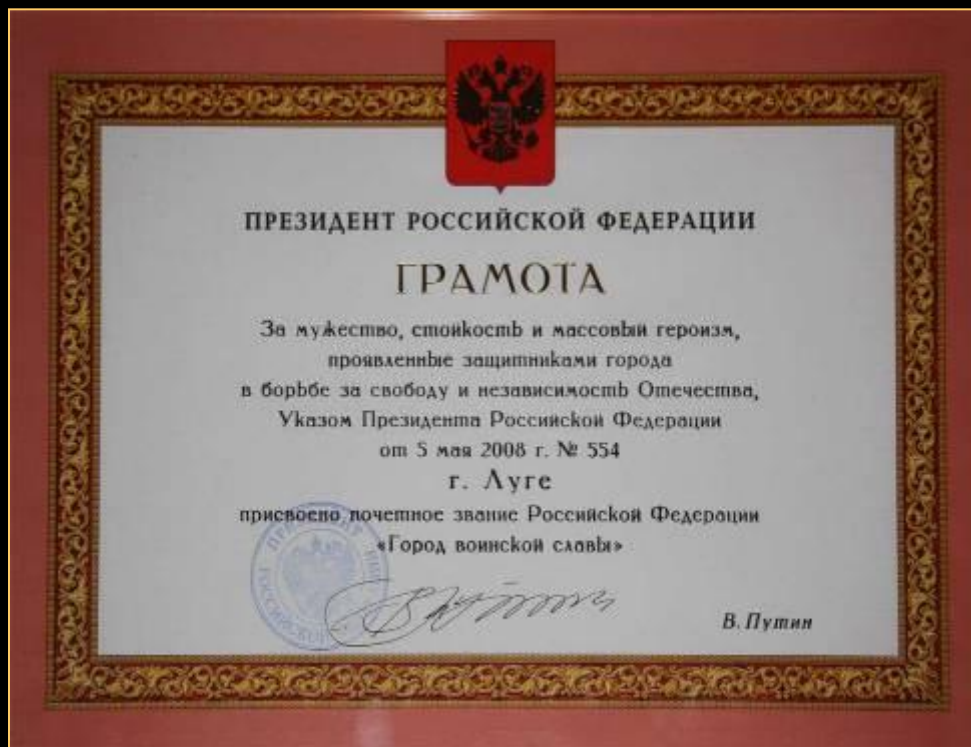 ПРЕЗИДЕНТ РОССИЙСКОЙ ФЕДЕРАЦИИ
ГРАМОТА
За мужество, стойкость и массовый героизм,
проявленные защитниками города
в борьбе за свободу и независимость Отечества,
Указом Президента Российской Федерации
от 5 мая 2008 г. № 554
г. Луге
присвоено почетное звание Российской Федерации
«Город воинской славы»
В. Путин